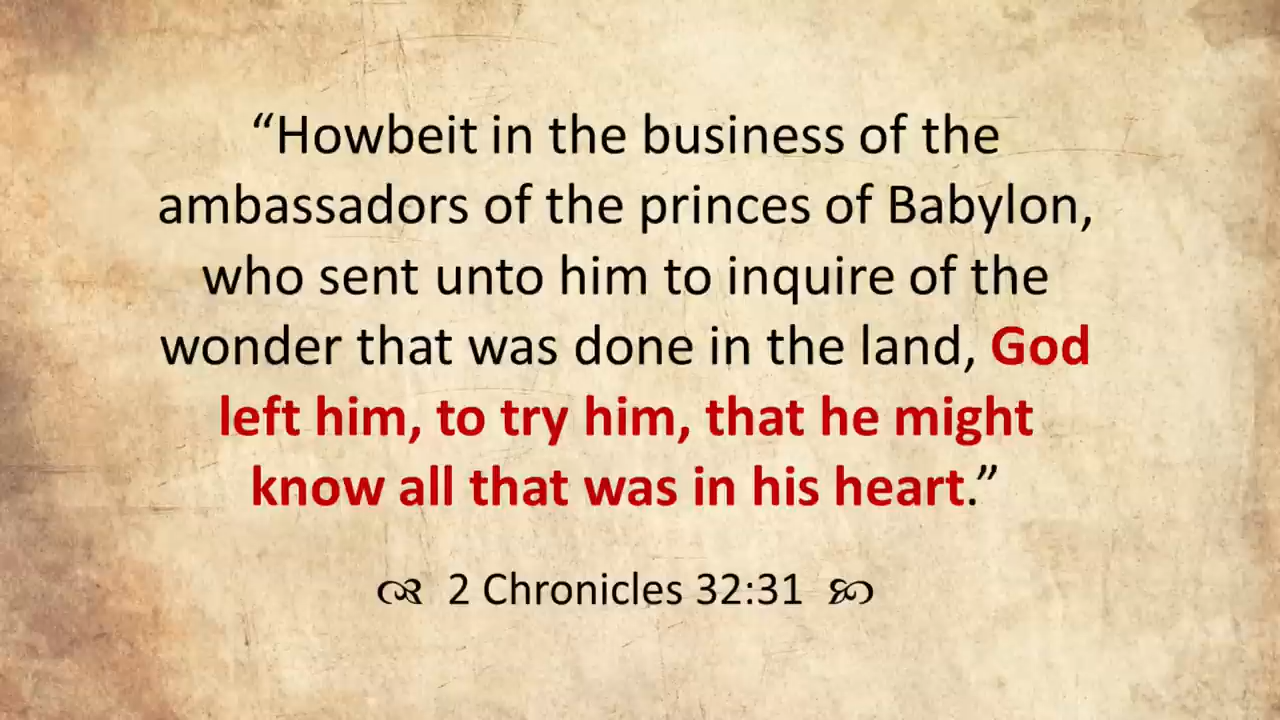 “Howbeit in the business of the
ambassadors of the princes of Babylon,
who sent unto him to inquire of the
wonder that was done in the land, God
left him, to try him, that he might
know all that was in his heart.”
2 Chronicles 32:31